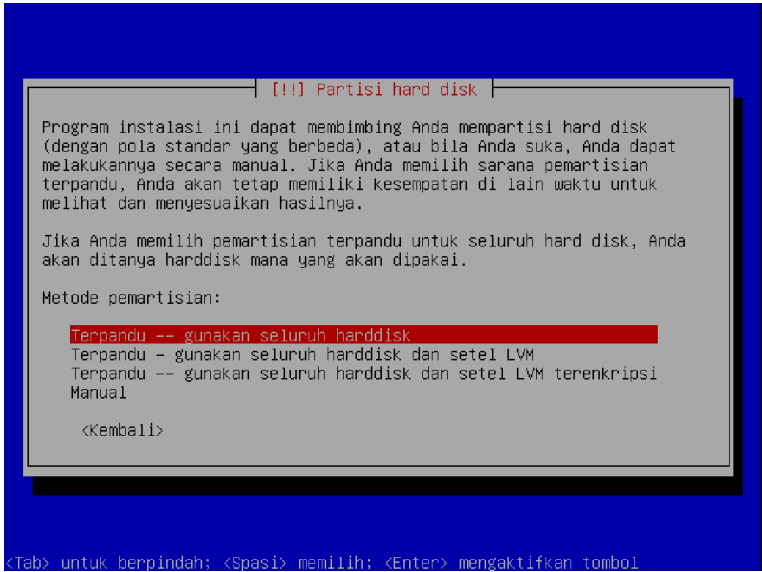 [!!] Partisi hard disk
Program instalasi ini dapat membimbing Anda mempartisi hard disk
(dengan pola standar yang berbeda), atau bila Anda suka, Anda dapat
melakukannya secara manual. Jika Anda memilih sarana pemartisian
terpandu, Anda akan tetap memiliki kesempatan di lain waktu untuk
melihat dan menyesuaikan hasilnya.
Jika Anda memilih pemartisian terpandu untuk seluruh hard disk, Anda
akan ditanya harddisk mana yang akan dipakai.
Metode pemartisian:
Terpandu -- gunakan seluruh harddisk
Terpandu – gunakan seluruh harddisk dan setel LVM
Terpandu -- gunakan seluruh harddisk dan setel LVM terenkripsi
Manual
<Kembali>
<Tab> untuk berpindah; <Spasi> memilih; <Enter> mengaktifkan tombol